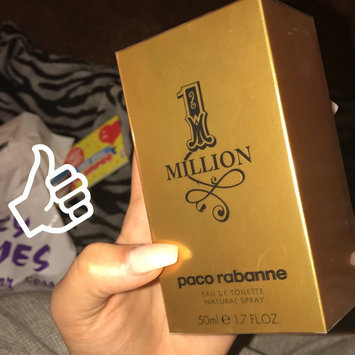 1
MILLION
paco rabanne
EAU DE TOILETTE
NATURAL SPRAY
50ml e 1.7 FL.OZ.